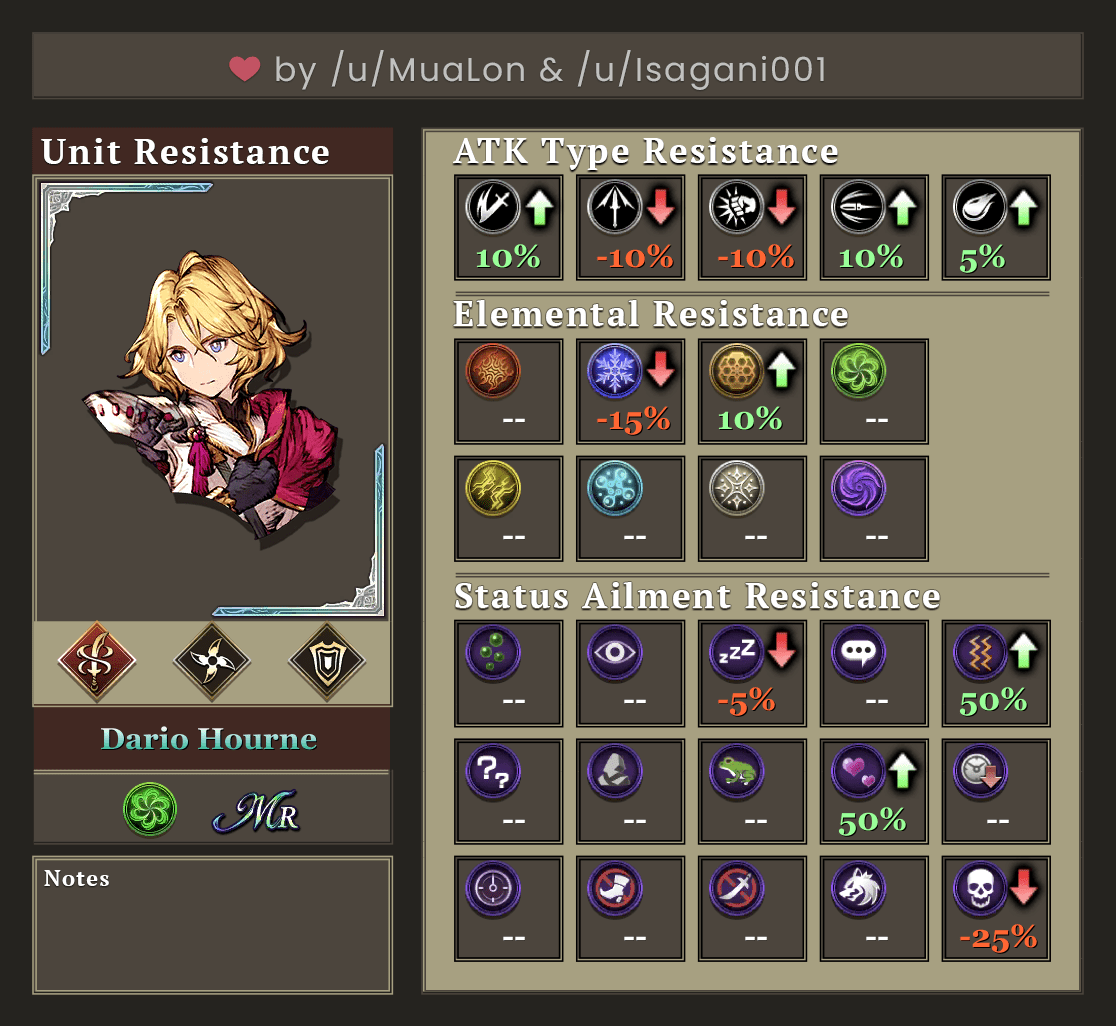 by /u/MuaLon & /u/Isagani001
Unit Resistance
Dario Hourne
MR
Notes
ATK Type Resistance
10% -10% -10% 10% 5%
Elemental Resistance
-- -15% 10% --
-- -- -- --
Status Ailment Resistance
zzZ
-- -- -5% -- 50%
??
-- -- -- 50% --
-- -- -- -- -25%